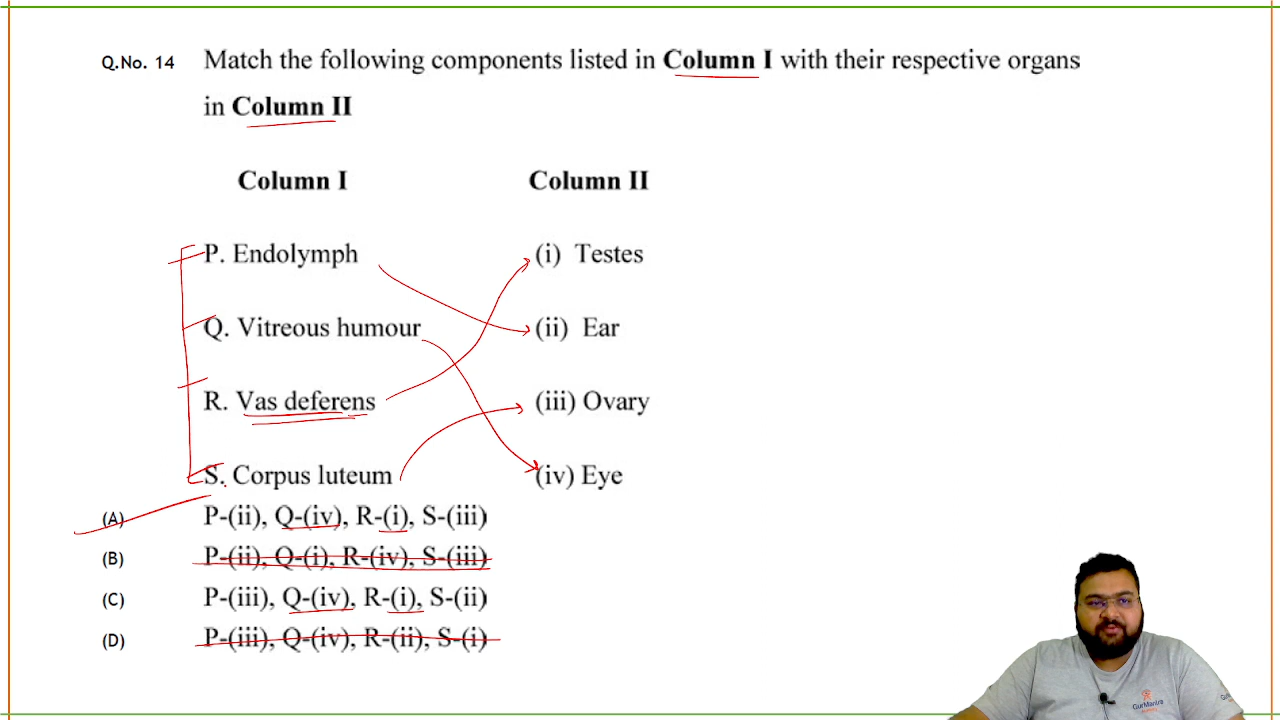 Q.No. 14 Match the following components listed in Column I with their respective organs
in Column II
Column I Column II
P. Endolymph (i) Testes
Q. Vitreous humour (ii) Ear
R. Vas deferens (iii) Ovary
S. Corpus luteum (iv) Eye
(A) P-(ii), Q-(iv), R-(i), S-(iii)
(B) P-(ii), Q-(i), R-(iv), S-(iii)
(C) P-(iii), Q-(iv), R-(i), S-(ii)
(D) P-(iii), Q-(iv), R-(ii), S-(i)
GurMantra